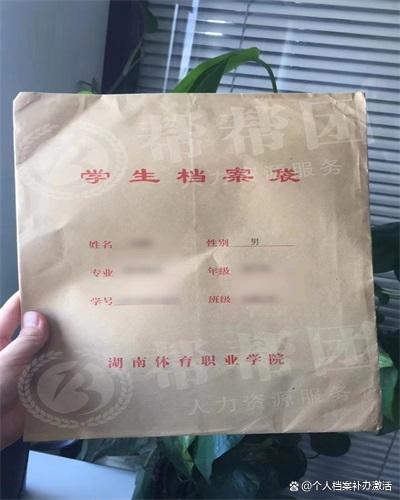 帮帮团
人力资源服务
学生档案袋
姓名 性别 男
专业 年级
学号 班级
湖南体育职业学院
帮帮团
人力资源服务
@个人档案补办激活